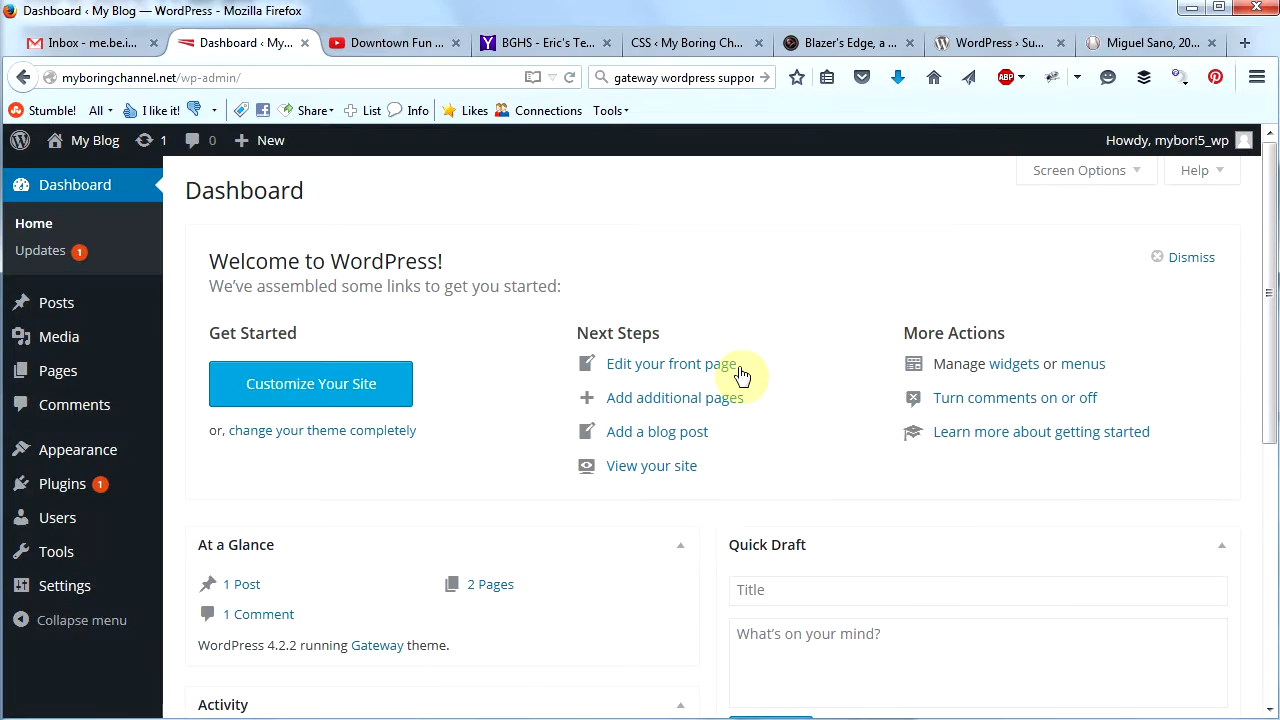 Dashboard ‹ My Blog — WordPress - Mozilla Firefox
Inbox - me.be.i...
Dashboard ‹ My...
Downtown Fun ...
BGHS - Eric's Te...
CSS ‹ My Boring Ch...
Blazer's Edge, a ...
WordPress › Su...
Miguel Sano, 20...
myboringchannel.net/wp-admin/
gateway wordpress suppor
ABP
Stumble!
All
I like it!
Share
List
Info
Likes
Connections
Tools
My Blog
1
0
New
Howdy, mybori5_wp
Dashboard
Home
Updates 1
Posts
Media
Pages
Comments
Appearance
Plugins 1
Users
Tools
Settings
Collapse menu
Dashboard
Screen Options
Help
Welcome to WordPress!
We've assembled some links to get you started:
Dismiss
Get Started
Customize Your Site
or, change your theme completely
Next Steps
Edit your front page
Add additional pages
Add a blog post
View your site
More Actions
Manage widgets or menus
Turn comments on or off
Learn more about getting started
At a Glance
1 Post
2 Pages
1 Comment
WordPress 4.2.2 running Gateway theme.
Activity
Quick Draft
Title
What's on your mind?